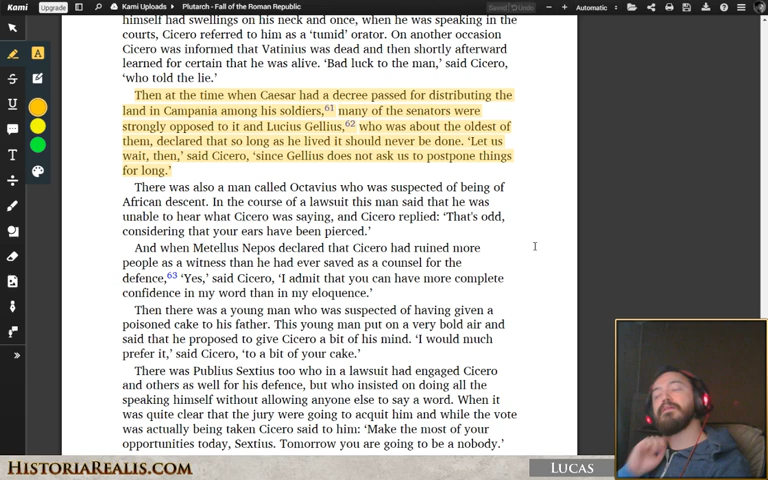 Kami
Upgrade
Kami Uploads > Plutarch - Fall of the Roman Republic
Saved
Undo
Automatic
himself had swellings on his neck and once, when he was speaking in the
courts, Cicero referred to him as a ‘tumid’ orator. On another occasion
Cicero was informed that Vatinius was dead and then shortly afterward
learned for certain that he was alive. ‘Bad luck to the man,’ said Cicero,
‘who told the lie.’
Then at the time when Caesar had a decree passed for distributing the
land in Campania among his soldiers,61 many of the senators were
strongly opposed to it and Lucius Gellius,62 who was about the oldest of
them, declared that so long as he lived it should never be done. ‘Let us
wait, then,’ said Cicero, ‘since Gellius does not ask us to postpone things
for long.’
There was also a man called Octavius who was suspected of being of
African descent. In the course of a lawsuit this man said that he was
unable to hear what Cicero was saying, and Cicero replied: ‘That’s odd,
considering that your ears have been pierced.’
And when Metellus Nepos declared that Cicero had ruined more
people as a witness than he had ever saved as a counsel for the
defence,63 ‘Yes,’ said Cicero, ‘I admit that you can have more complete
confidence in my word than in my eloquence.’
Then there was a young man who was suspected of having given a
poisoned cake to his father. This young man put on a very bold air and
said that he proposed to give Cicero a bit of his mind. ‘I would much
prefer it,’ said Cicero, ‘to a bit of your cake.’
There was Publius Sextius too who in a lawsuit had engaged Cicero
and others as well for his defence, but who insisted on doing all the
speaking himself without allowing anyone else to say a word. When it
was quite clear that the jury were going to acquit him and while the vote
was actually being taken Cicero said to him: ‘Make the most of your
opportunities today, Sextius. Tomorrow you are going to be a nobody.’
HistoriaRealis.com
Lucas